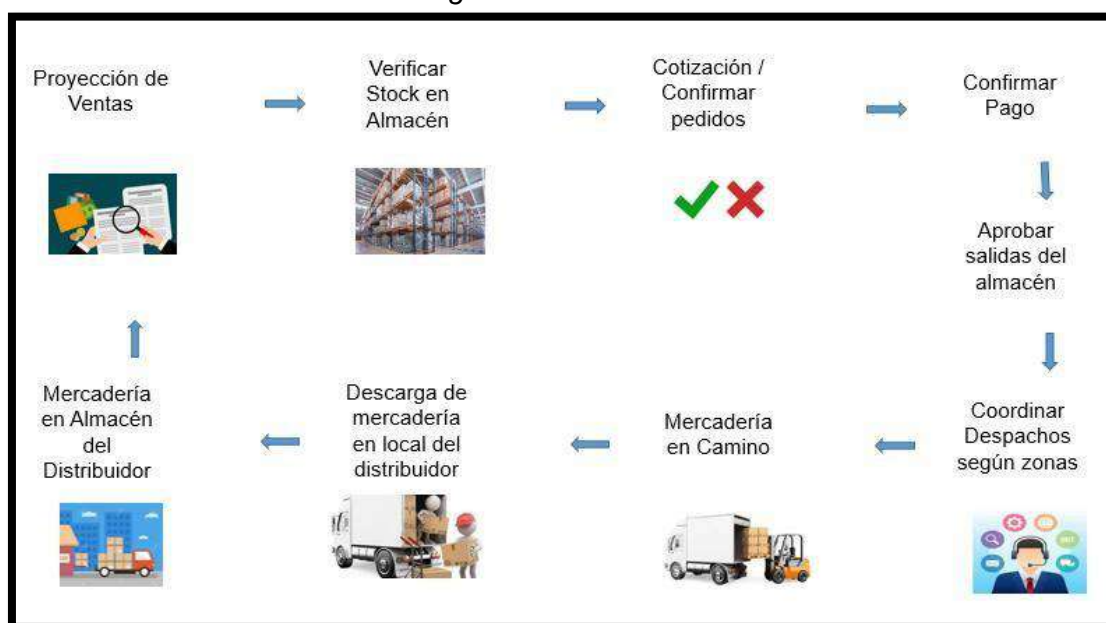 Proyección de
Ventas
Verificar
Stock en
Almacén
Cotización /
Confirmar
pedidos
Confirmar
Pago
Aprobar
salidas del
almacén
Coordinar
Despachos
según zonas
Mercadería
en Camino
Descarga de
mercadería
en local del
distribuidor
Mercadería
en Almacén
del
Distribuidor